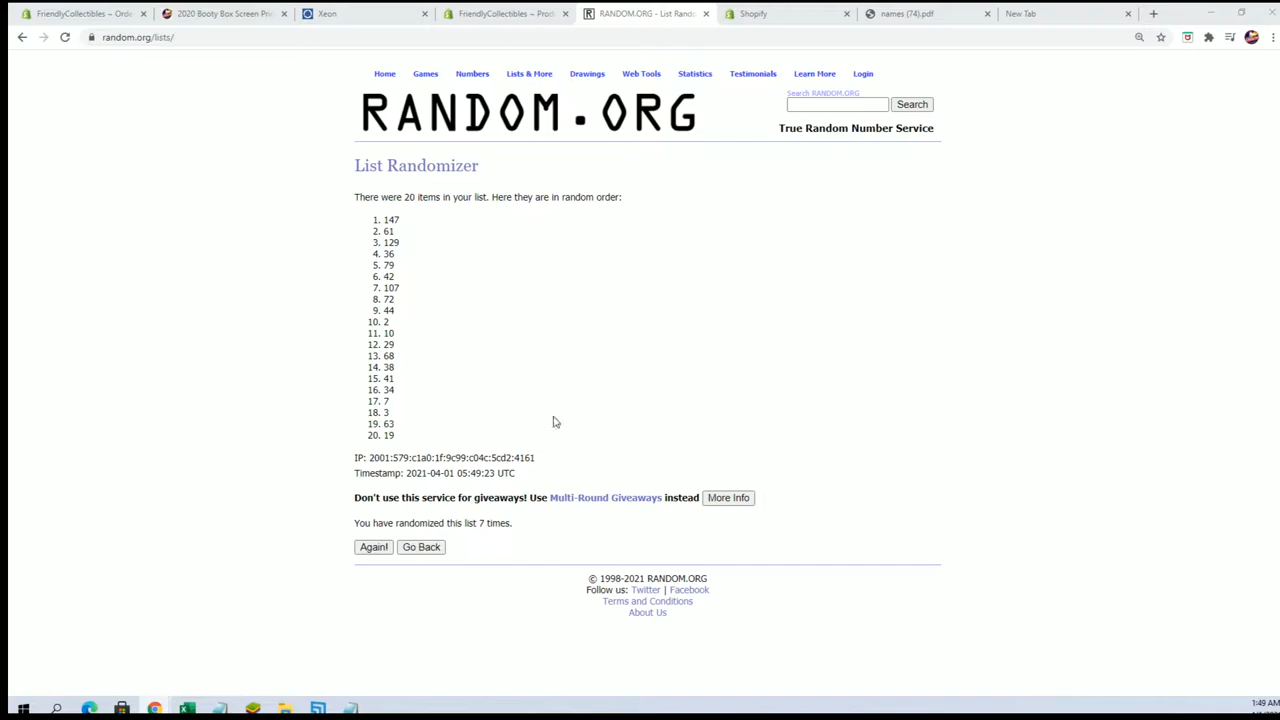 FriendlyCollectibles ~ Orde
2020 Booty Box Screen Prin
Xeon
FriendlyCollectibles ~ Prod
RANDOM.ORG - List Rando
Shopify
names (74).pdf
New Tab
random.org/lists/
Home Games Numbers Lists & More Drawings Web Tools Statistics Testimonials Learn More Login
RANDOM.ORG
Search RANDOM.ORG
Search
True Random Number Service
List Randomizer
There were 20 items in your list. Here they are in random order:
1. 147
2. 61
3. 129
4. 36
5. 79
6. 42
7. 107
8. 72
9. 44
10. 2
11. 10
12. 29
13. 68
14. 38
15. 41
16. 34
17. 7
18. 3
19. 63
20. 19
IP: 2001:579:c1a0:1f:9c99:c04c:5cd2:4161
Timestamp: 2021-04-01 05:49:23 UTC
Don't use this service for giveaways! Use Multi-Round Giveaways instead More Info
You have randomized this list 7 times.
Again! Go Back
© 1998-2021 RANDOM.ORG
Follow us: Twitter | Facebook
Terms and Conditions
About Us
1:49 AM